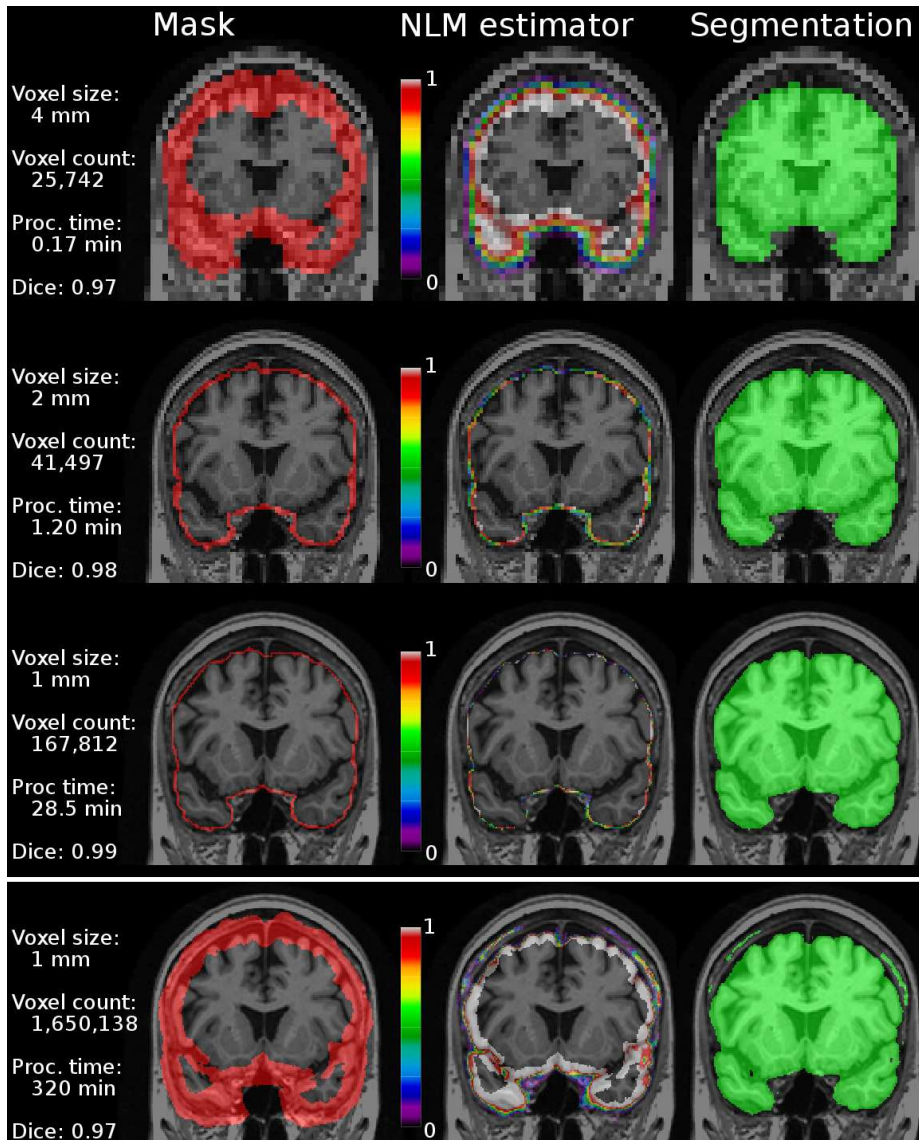 Mask NLM estimator Segmentation
Voxel size:
4 mm
Voxel count:
25,742
Proc. time:
0.17 min
Dice: 0.97
1
0
Voxel size:
2 mm
Voxel count:
41,497
Proc. time:
1.20 min
Dice: 0.98
1
0
Voxel size:
1 mm
Voxel count:
167,812
Proc time:
28.5 min
Dice: 0.99
1
0
Voxel size:
1 mm
Voxel count:
1,650,138
Proc. time:
320 min
Dice: 0.97
1
0